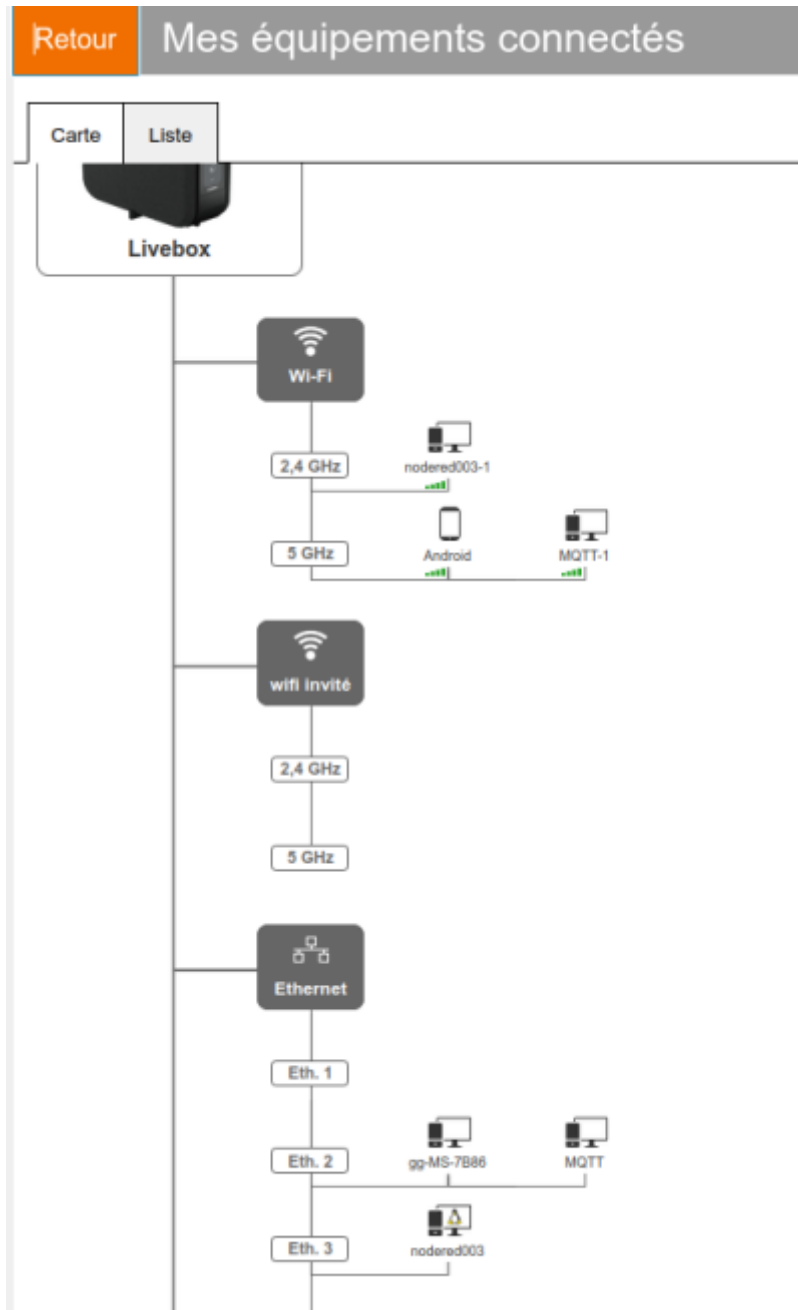 Retour
Mes équipements connectés
Carte
Liste
Livebox
Wi-Fi
2,4 GHz
nodered003-1
5 GHz
Android
MQTT-1
wifi invité
2,4 GHz
5 GHz
Ethernet
Eth. 1
Eth. 2
gg-MS-7B86
MQTT
Eth. 3
nodered003